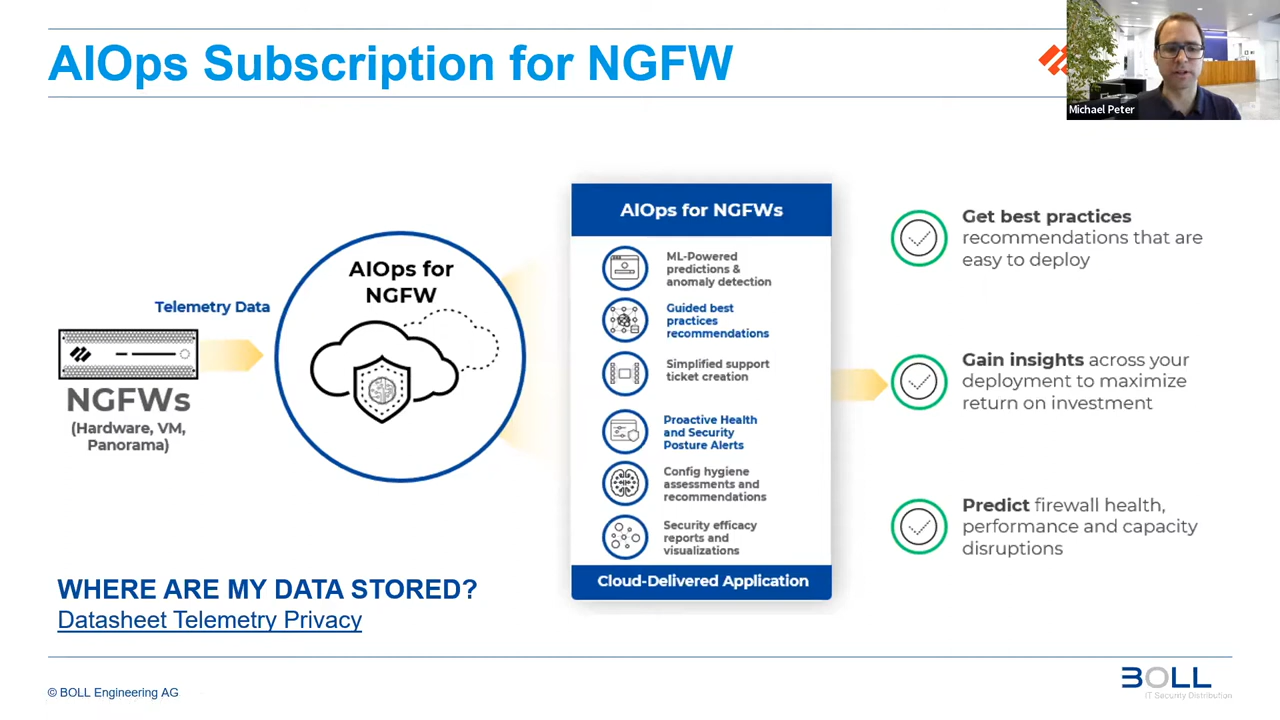 AIOps Subscription for NGFW
Michael Peter
Telemetry Data
NGFWs
(Hardware, VM,
Panorama)
AIOps for
NGFW
AIOps for NGFWs
ML-Powered
predictions &
anomaly detection
Guided best
practices
recommendations
Simplified support
ticket creation
Proactive Health
and Security
Posture Alerts
Config hygiene
assessments and
recommendations
Security efficacy
reports and
visualizations
Cloud-Delivered Application
Get best practices
recommendations that are
easy to deploy
Gain insights across your
deployment to maximize
return on investment
Predict firewall health,
performance and capacity
disruptions
WHERE ARE MY DATA STORED?
Datasheet Telemetry Privacy
© BOLL Engineering AG
BOLL
IT Security Distribution